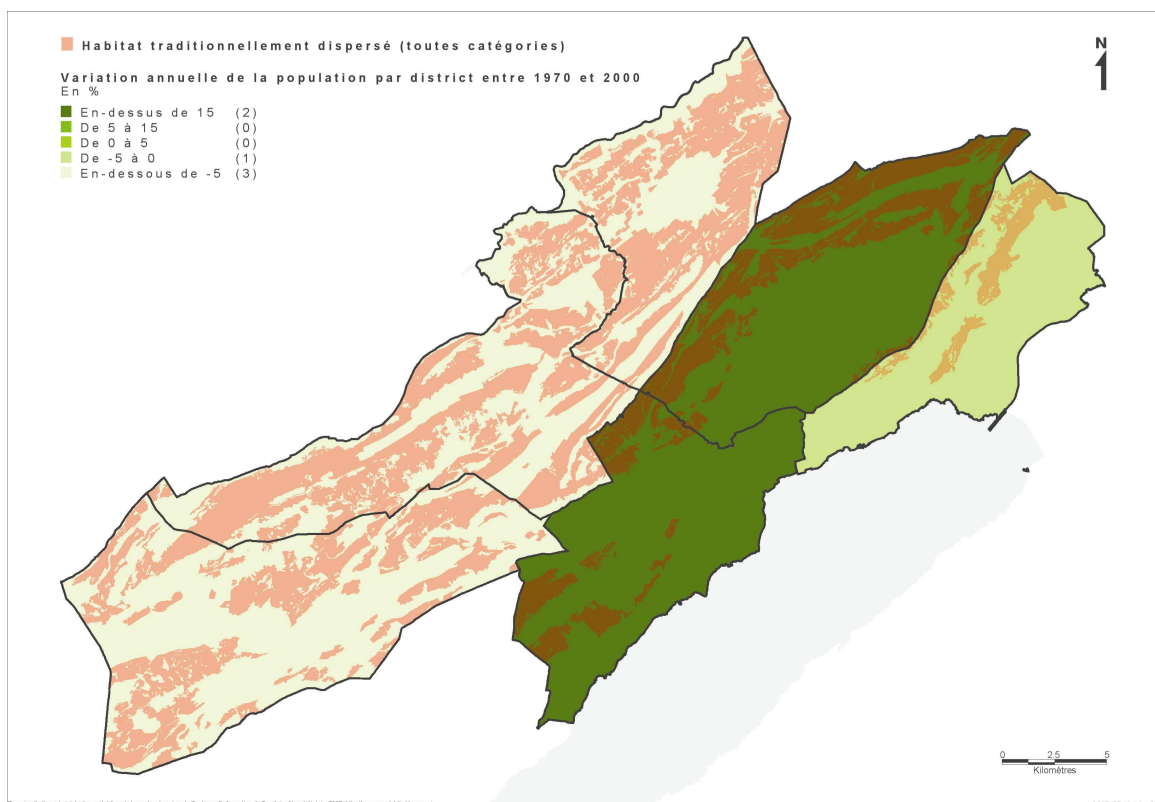 Habitat traditionnellement dispersé (toutes catégories)
N
Variation annuelle de la population par district entre 1970 et 2000
En %
En-dessus de 15 (2)
De 5 à 15 (0)
De 0 à 5 (0)
De -5 à 0 (1)
En-dessous de -5 (3)
0 2.5 5
Kilomètres